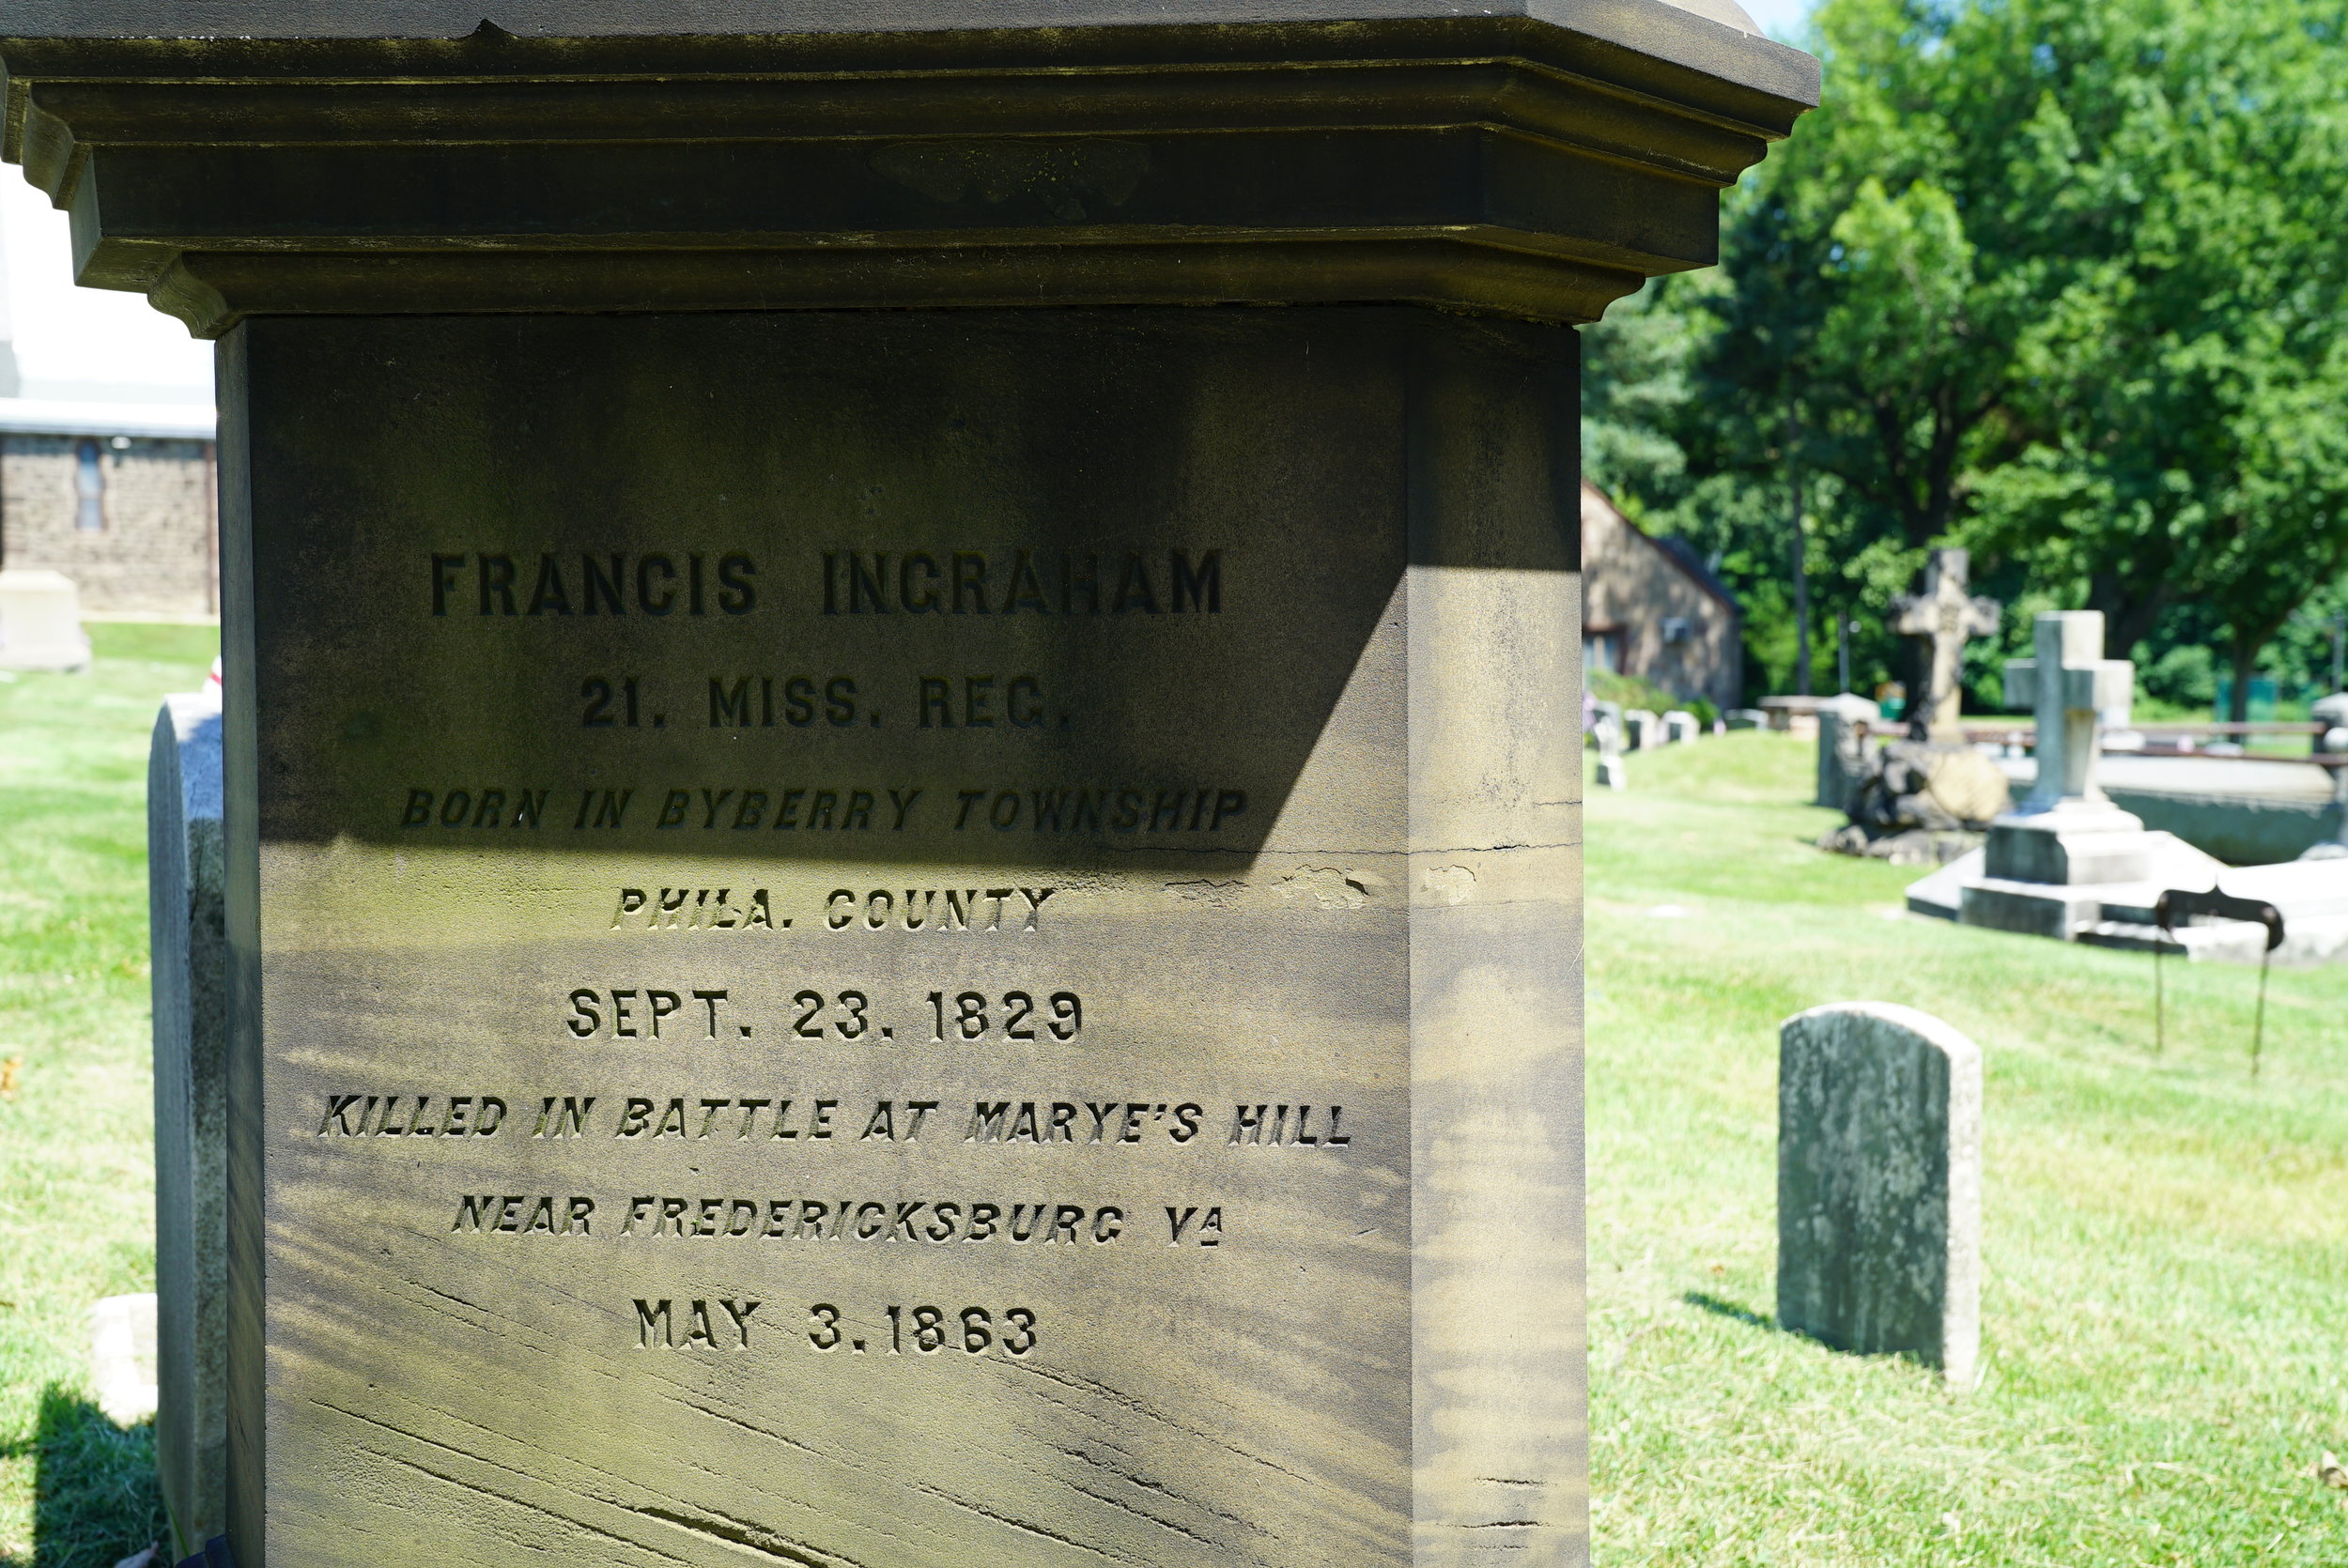 FRANCIS INGRAHAM
21. MISS. REG.
BORN IN BYBERRY TOWNSHIP
PHILA. COUNTY
SEPT. 23. 1829
KILLED IN BATTLE AT MARYE'S HILL
NEAR FREDERICKSBURG VA
MAY 3. 1863